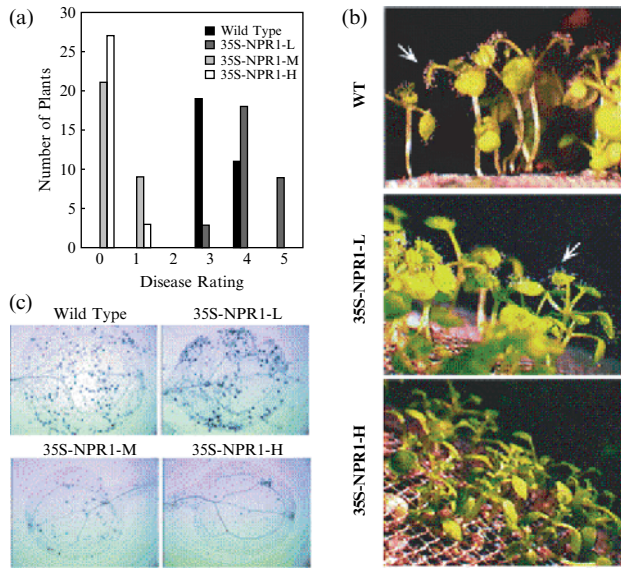 (a)
30
25
20
15
10
5
0
Number of Plants
Wild Type
35S-NPR1-L
35S-NPR1-M
35S-NPR1-H
0 1 2 3 4 5
Disease Rating
(b)
WT
35S-NPR1-L
35S-NPR1-H
(c)
Wild Type 35S-NPR1-L
35S-NPR1-M 35S-NPR1-H